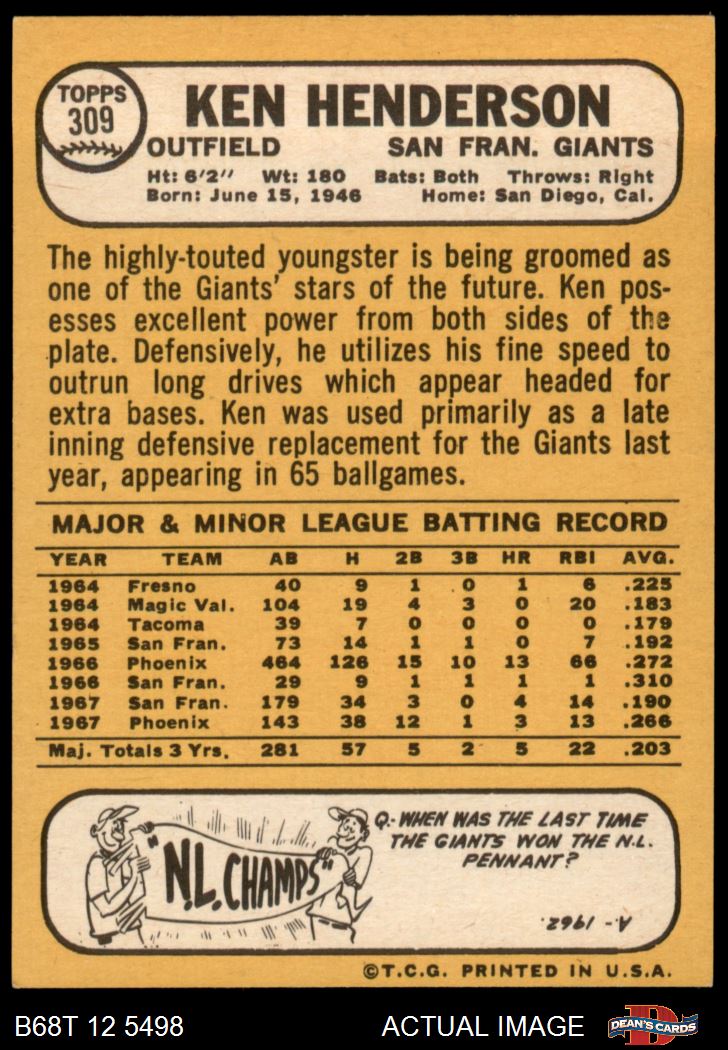 TOPPS
309
KEN HENDERSON
OUTFIELD SAN FRAN. GIANTS
Ht: 6'2" Wt: 180 Bats: Both Throws: Right
Born: June 15, 1946 Home: San Diego, Cal.
The highly-touted youngster is being groomed as
one of the Giants' stars of the future. Ken pos-
esses excellent power from both sides of the
plate. Defensively, he utilizes his fine speed to
outrun long drives which appear headed for
extra bases. Ken was used primarily as a late
inning defensive replacement for the Giants last
year, appearing in 65 ballgames.
MAJOR & MINOR LEAGUE BATTING RECORD
YEAR TEAM AB H 2B 3B HR RBI AVG.
1964 Fresno 40 9 1 0 1 6 .225
1964 Magic Val. 104 19 4 3 0 20 .183
1964 Tacoma 39 7 0 0 0 0 .179
1965 San Fran. 73 14 1 1 0 7 .192
1966 Phoenix 464 126 15 10 13 66 .272
1966 San Fran. 29 9 1 1 1 1 .310
1967 San Fran. 179 34 3 0 4 14 .190
1967 Phoenix 143 38 12 1 3 13 .266
Maj. Totals 3 Yrs. 281 57 5 2 5 22 .203
"N.L. CHAMPS"
Q.- WHEN WAS THE LAST TIME
THE GIANTS WON THE N.L.
PENNANT?
A.- 1962.
©T.C.G. PRINTED IN U.S.A.
B68T 12 5498 ACTUAL IMAGE D DEAN'S CARDS